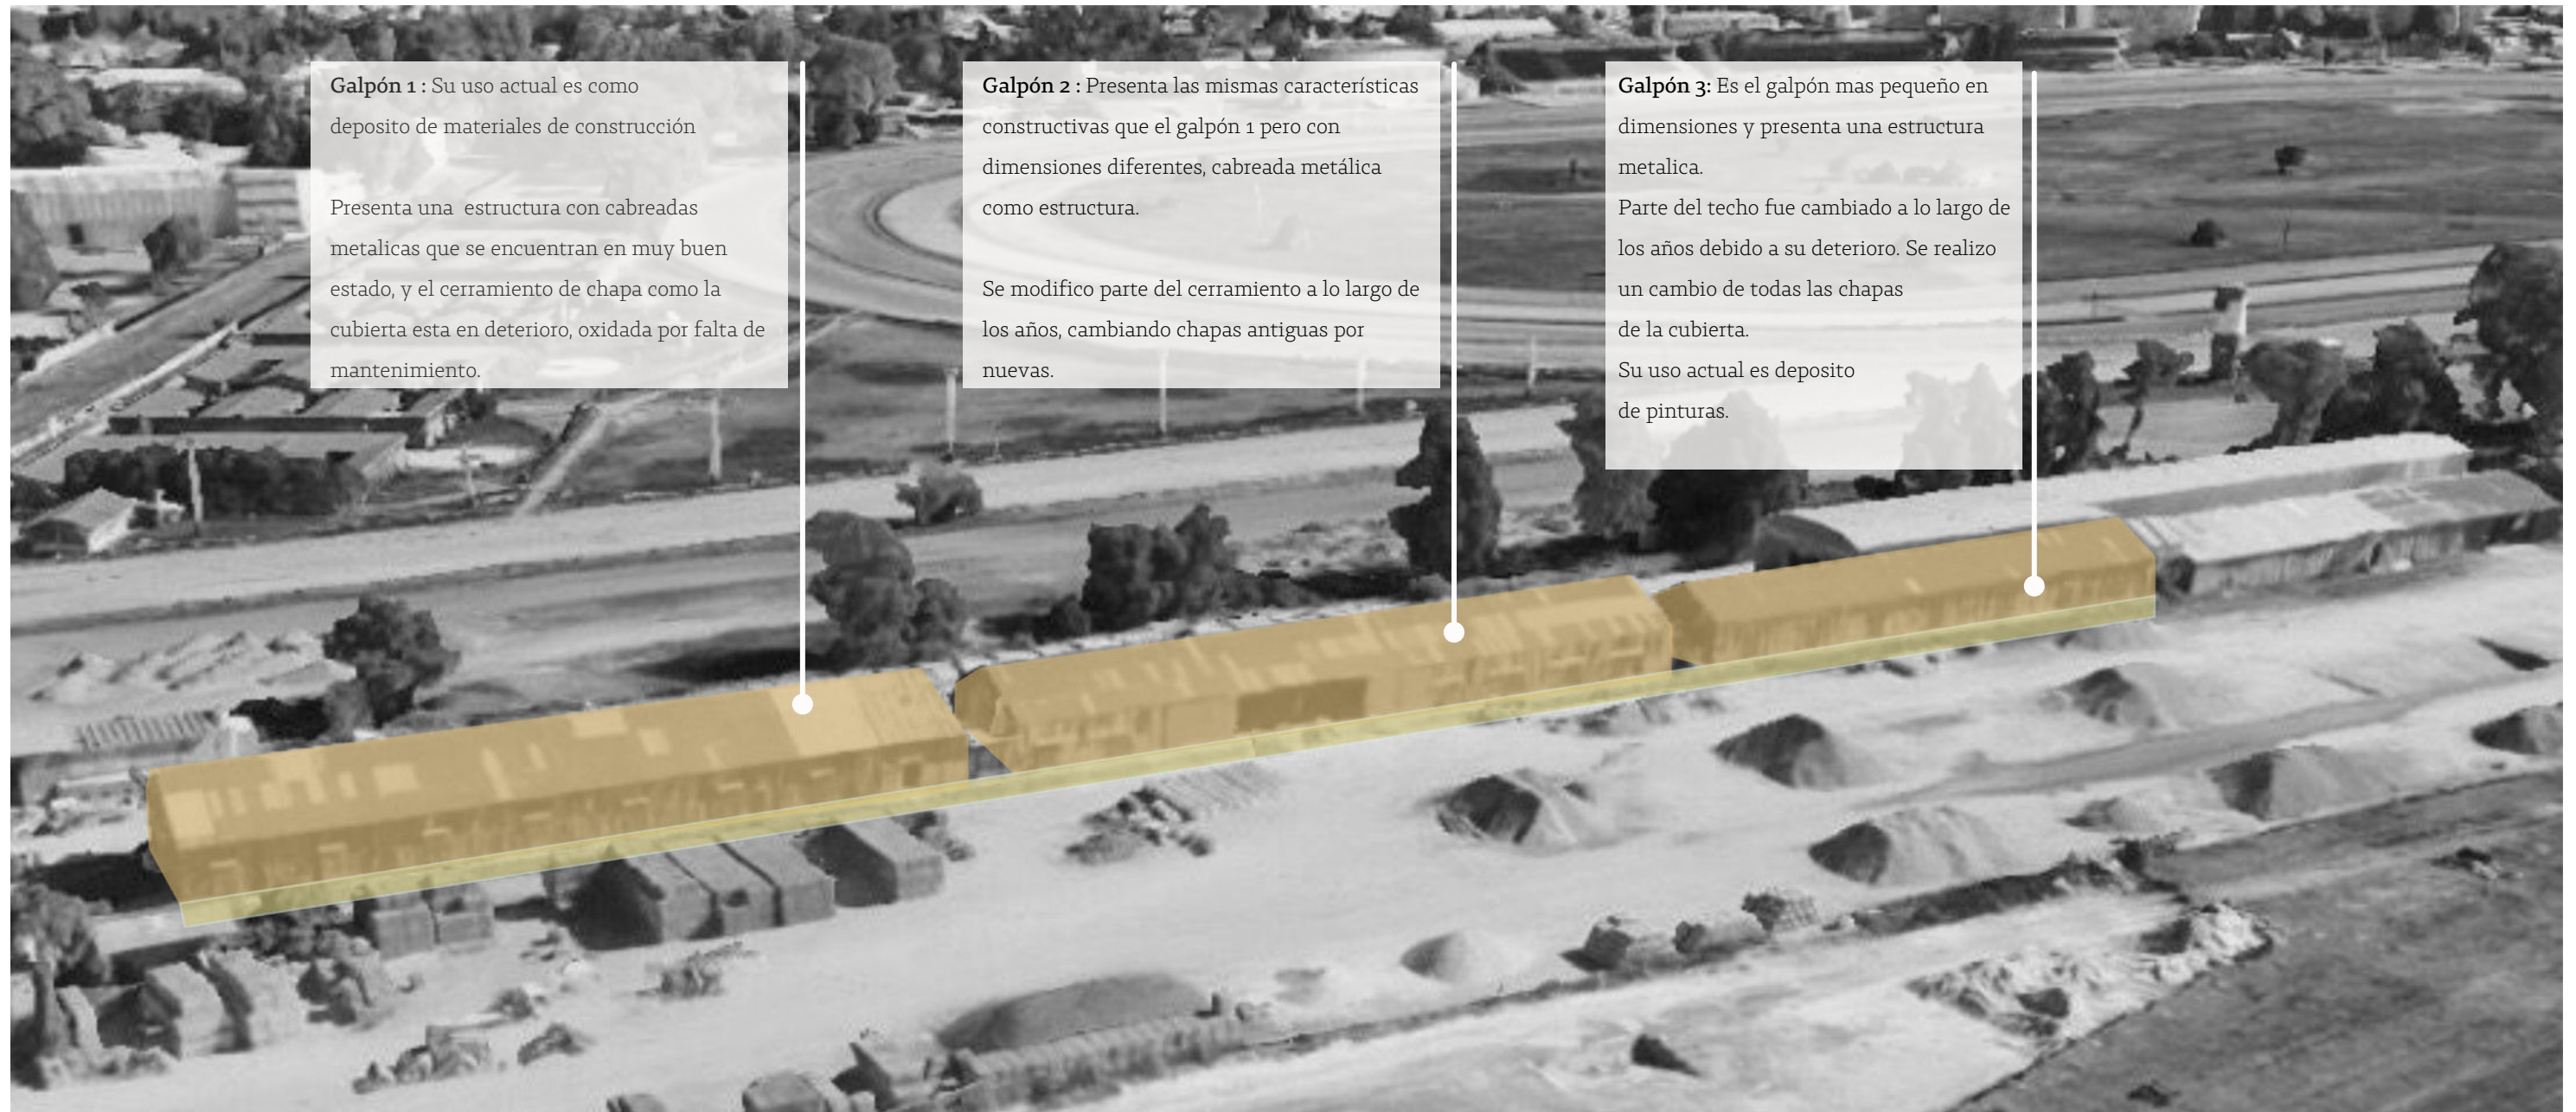 Galpón 1 : Su uso actual es como
deposito de materiales de construcción
Presenta una  estructura con cabreadas
metalicas que se encuentran en muy buen
estado, y el cerramiento de chapa como la
cubierta esta en deterioro, oxidada por falta de
mantenimiento.
Galpón 2 : Presenta las mismas características
constructivas que el galpón 1 pero con
dimensiones diferentes, cabreada metálica
como estructura.
Se modifico parte del cerramiento a lo largo de
los años, cambiando chapas antiguas por
nuevas.
Galpón 3: Es el galpón mas pequeño en
dimensiones y presenta una estructura
metalica.
Parte del techo fue cambiado a lo largo de
los años debido a su deterioro. Se realizo
un cambio de todas las chapas
de la cubierta.
Su uso actual es deposito
de pinturas.